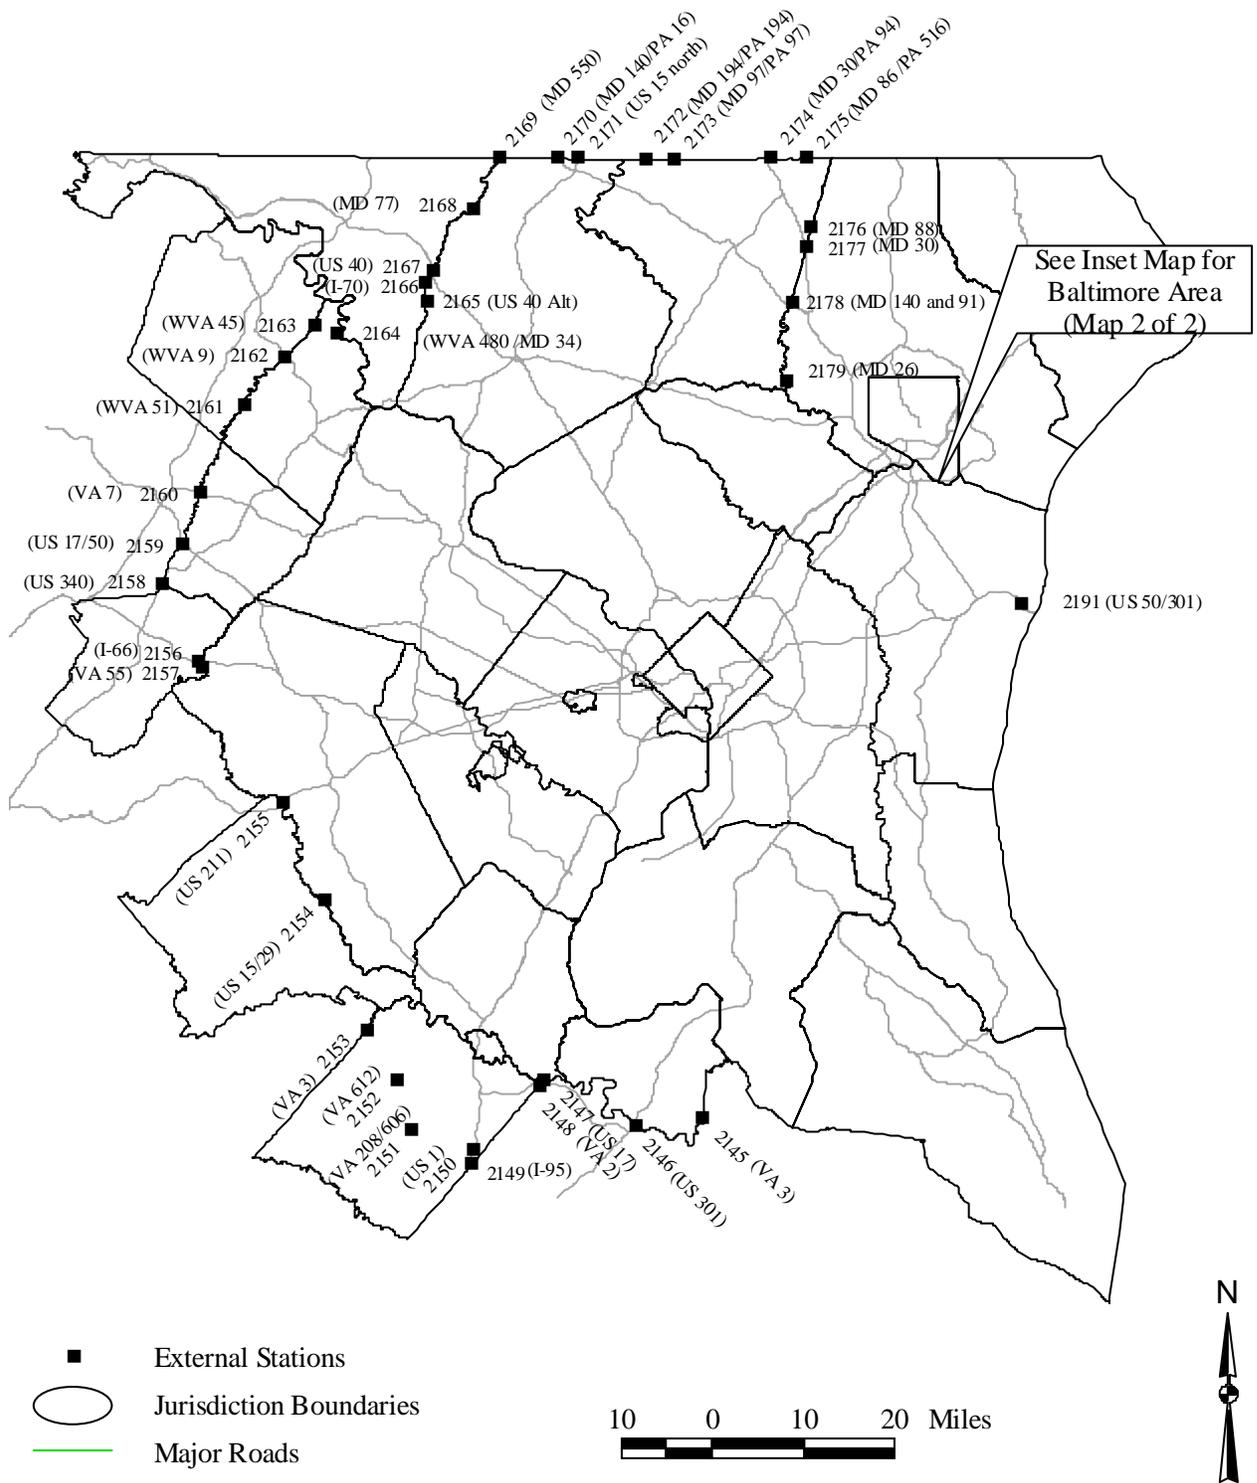 2169 (MD 550)
2170 (MD 140/PA 16)
2171 (US 15 north)
2172 (MD 194/PA 194)
2173 (MD 97/PA 97)
2174 (MD 30/PA 94)
2175 (MD 86 /PA 516)
(MD 77) 2168
2176 (MD 88)
2177 (MD 30)
See Inset Map for
Baltimore Area
(Map 2 of 2)
(US 40) 2167
(I-70) 2166
2165 (US 40 Alt)
2178 (MD 140 and 91)
(WVA 45) 2163
2164 (WVA 480 /MD 34)
(WVA 9) 2162
2179 (MD 26)
(WVA 51) 2161
(VA 7) 2160
(US 17/50) 2159
(US 340) 2158
2191 (US 50/301)
(I-66) 2156
(VA 55) 2157
(US 211) 2155
(US 15/29) 2154
(VA 3) 2153
(VA 612)
2152
(VA 208/606)
2151
(US 1)
2150
2149 (I-95)
2147 (US 17)
2148 (VA 2)
2146 (US 301)
2145 (VA 3)
N
External Stations
Jurisdiction Boundaries
Major Roads
10 0 10 20 Miles